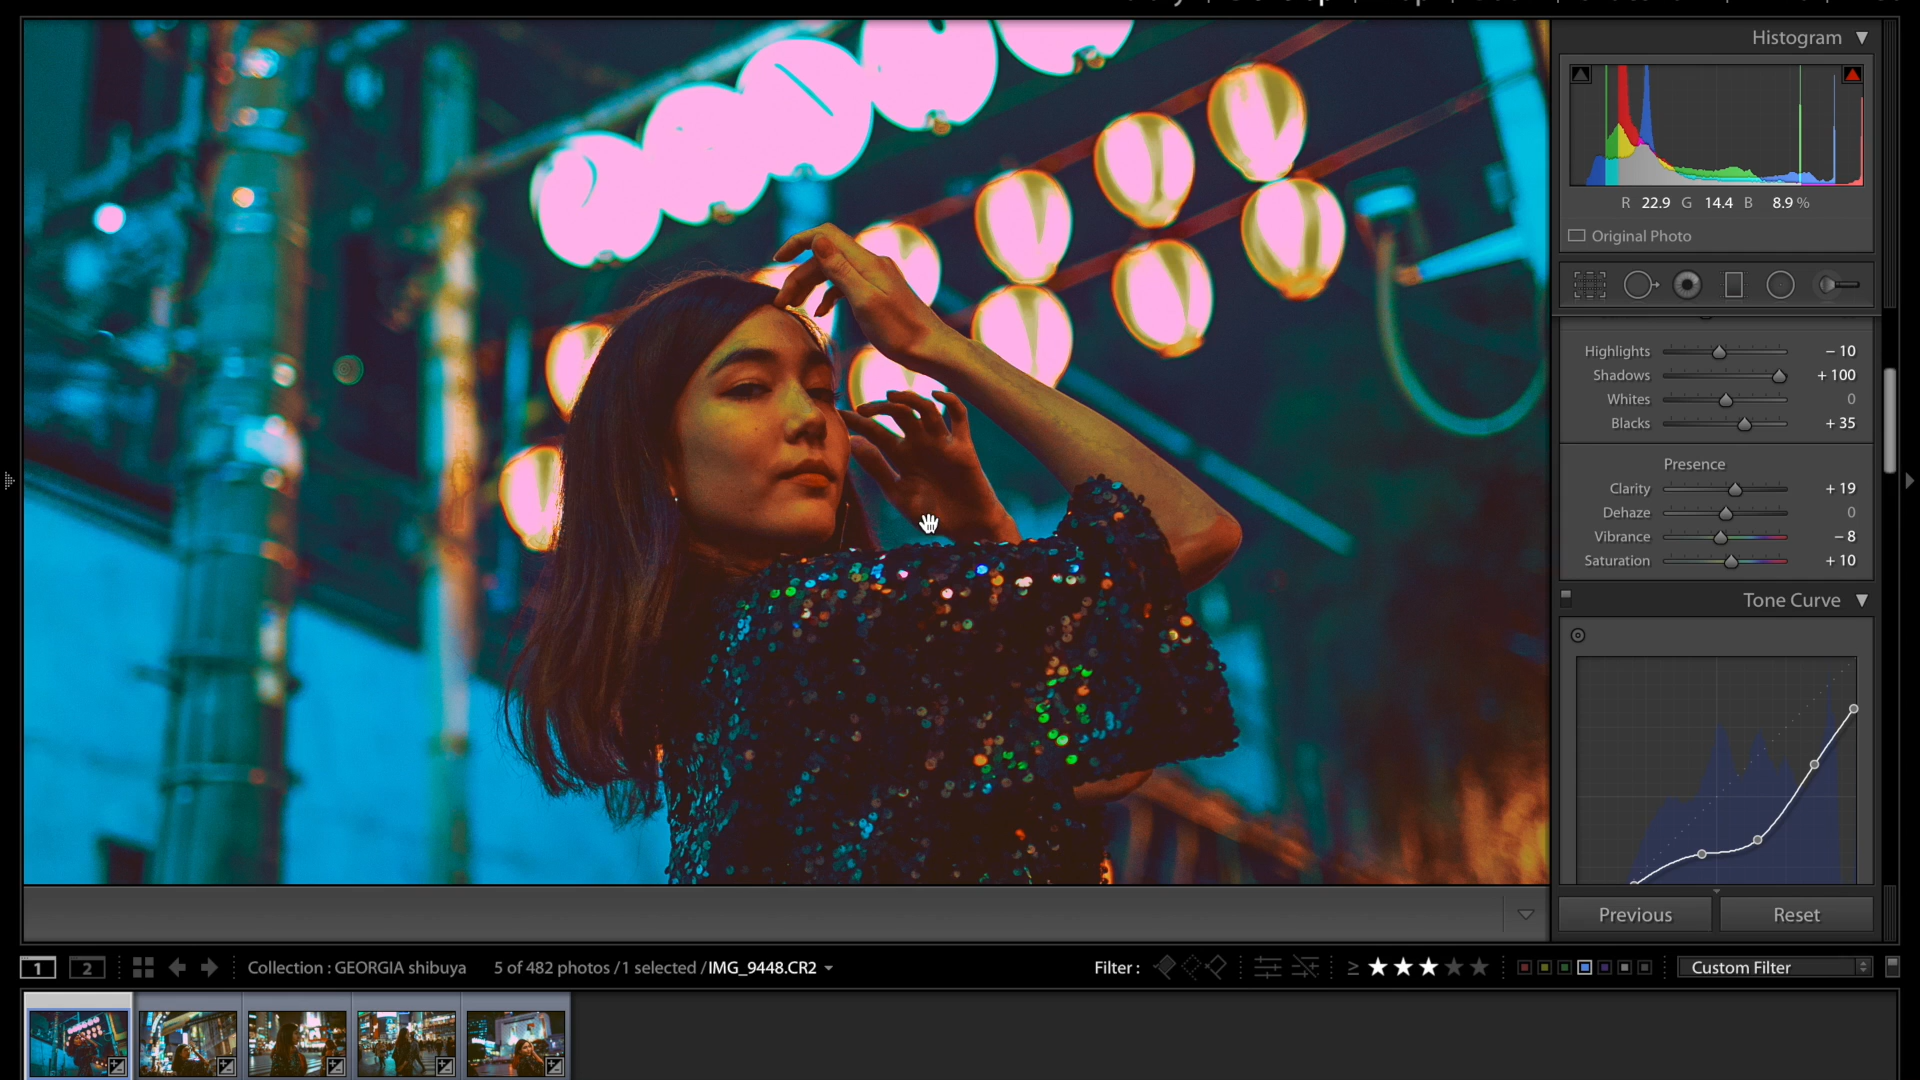 Histogram
R 22.9 G 14.4 B 8.9 %
Original Photo
Highlights − 10
Shadows + 100
Whites 0
Blacks + 35
Presence
Clarity + 19
Dehaze 0
Vibrance − 8
Saturation + 10
Tone Curve
Previous Reset
1 2 Collection : GEORGIA shibuya 5 of 482 photos / 1 selected / IMG_9448.CR2 Filter : ≥ ★★★★★ Custom Filter